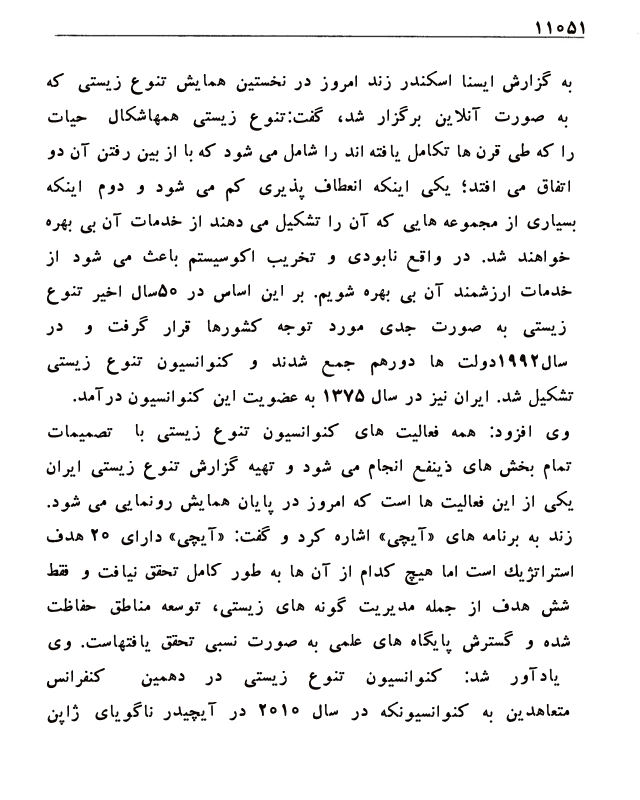 ۱۱۰۵۱
به گزارش ایسنا اسکندر زند امروز در نخستین همایش تنوع زیستی که
به صورت آنلاین برگزار شد، گفت:تنوع زیستی همهاشکال حیات
را که طی قرن ها تکامل یافته اند را شامل می شود که با از بین رفتن آن دو
اتفاق می افتد؛ یکی اینکه انعطاف پذیری کم می شود و دوم اینکه
بسیاری از مجموعه هایی که آن را تشکیل می دهند از خدمات آن بی بهره
خواهند شد. در واقع نابودی و تخریب اکوسیستم باعث می شود از
خدمات ارزشمند آن بی بهره شویم. بر این اساس در ۵۰سال اخیر تنوع
زیستی به صورت جدی مورد توجه کشورها قرار گرفت و در
سال۱۹۹۲دولت ها دورهم جمع شدند و کنوانسیون تنوع زیستی
تشکیل شد. ایران نیز در سال ۱۳۷۵ به عضویت این کنوانسیون درآمد.
وی افزود: همه فعالیت های کنوانسیون تنوع زیستی با تصمیمات
تمام بخش های ذینفع انجام می شود و تهیه گزارش تنوع زیستی ایران
یکی از این فعالیت ها است که امروز در پایان همایش رونمایی می شود.
زند به برنامه های «آیچی» اشاره کرد و گفت: «آیچی» دارای ۲۰ هدف
استراتژیك است اما هیچ کدام از آن ها به طور کامل تحقق نیافت و فقط
شش هدف از جمله مدیریت گونه های زیستی، توسعه مناطق حفاظت
شده و گسترش پایگاه های علمی به صورت نسبی تحقق یافتهاست. وی
یادآور شد: کنوانسیون تنوع زیستی در دهمین کنفرانس
متعاهدین به کنوانسیونکه در سال ۲۰۱۰ در آیچیدر ناگویای ژاپن